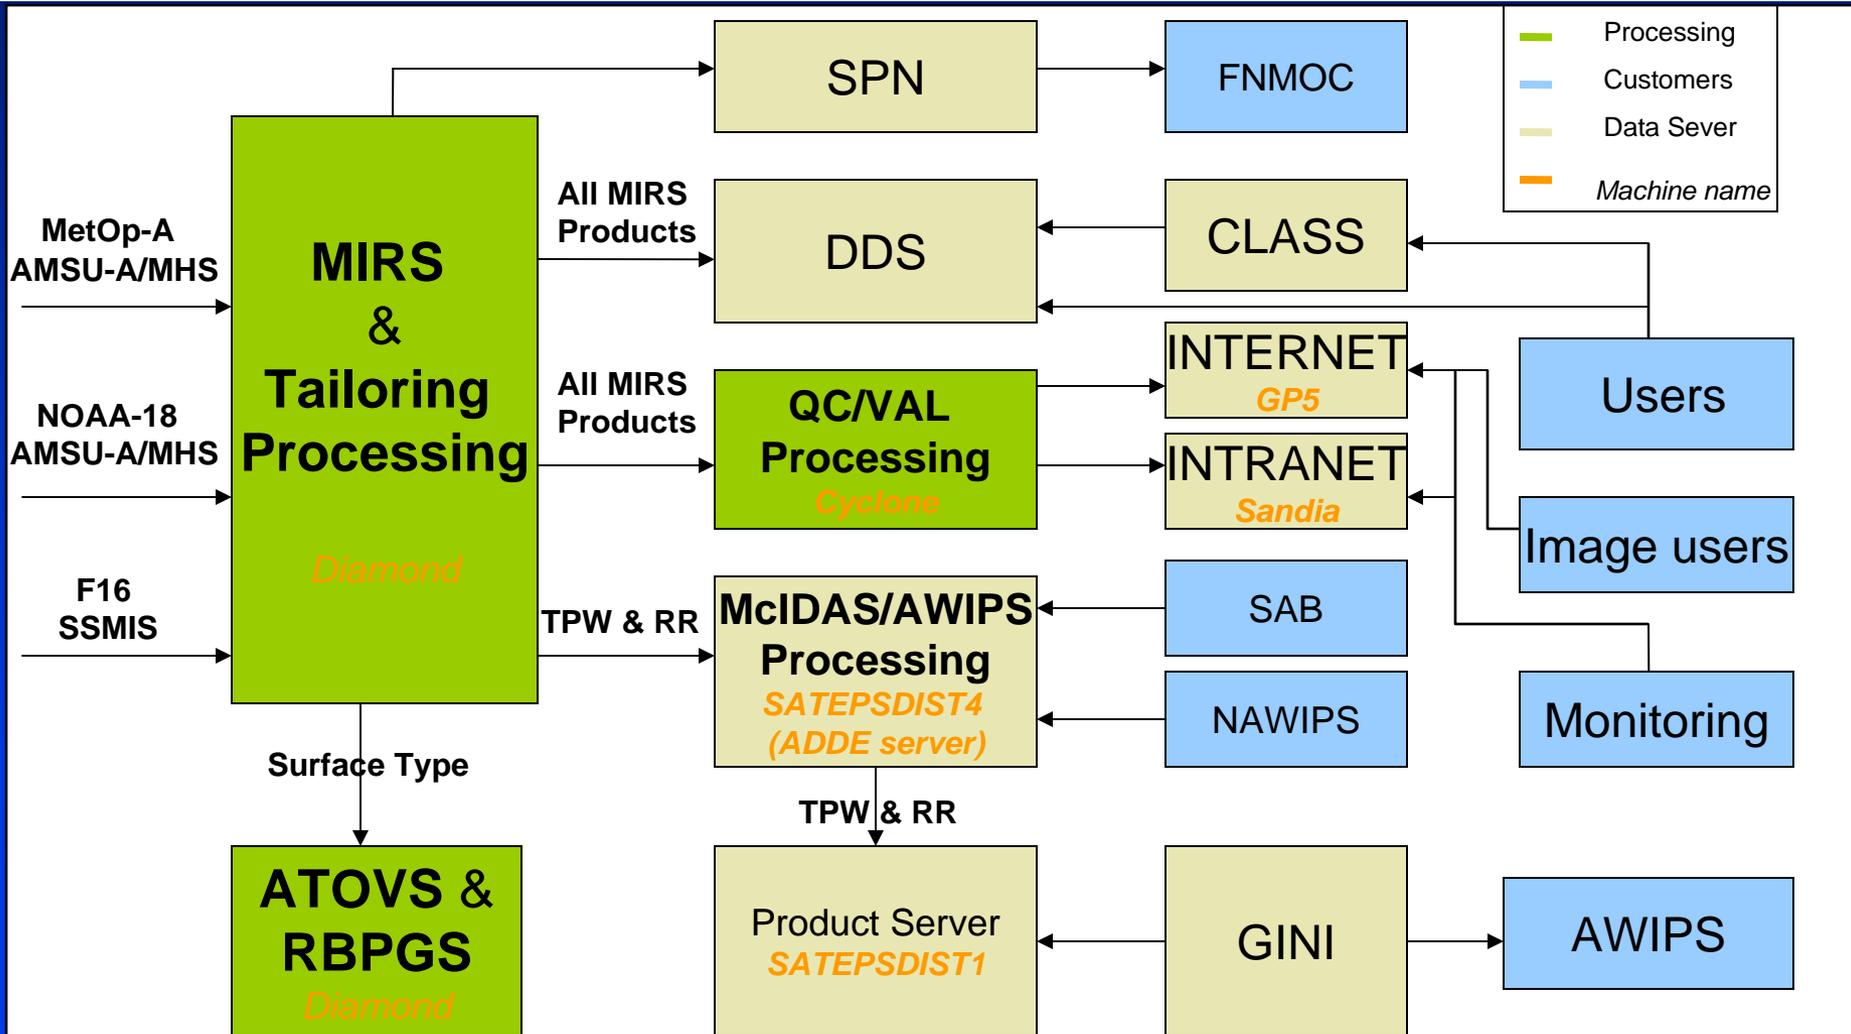 SPN
FNMOC
Processing
Customers
Data Sever
Machine name
MetOp-A
AMSU-A/MHS
NOAA-18
AMSU-A/MHS
F16
SSMIS
MIRS
&
Tailoring
Processing
Diamond
All MIRS
Products
DDS
CLASS
All MIRS
Products
QC/VAL
Processing
Cyclone
INTERNET
GP5
INTRANET
Sandia
Users
Image users
Monitoring
TPW & RR
McIDAS/AWIPS
Processing
SATEPSDIST4
(ADDE server)
SAB
NAWIPS
Surface Type
TPW & RR
ATOVS &
RBPGS
Diamond
Product Server
SATEPSDIST1
GINI
AWIPS